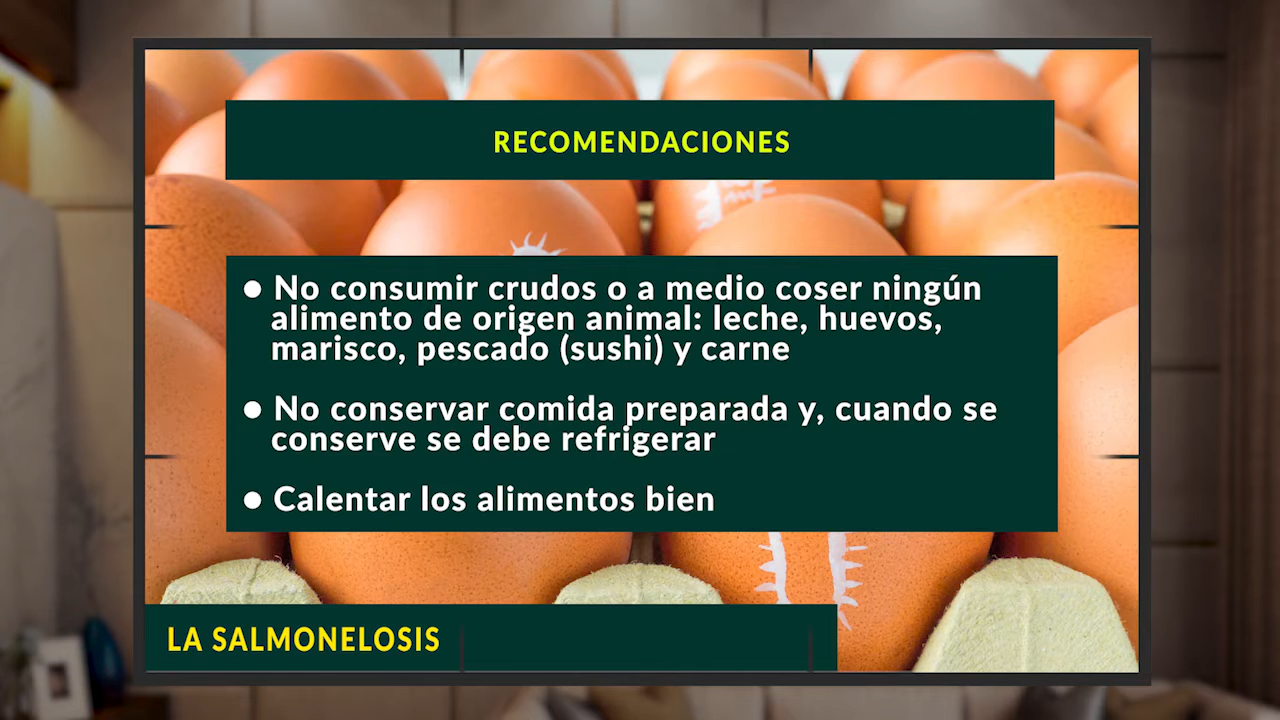 RECOMENDACIONES
● No consumir crudos o a medio coser ningún
alimento de origen animal: leche, huevos,
marisco, pescado (sushi) y carne
● No conservar comida preparada y, cuando se
conserve se debe refrigerar
● Calentar los alimentos bien
LA SALMONELOSIS